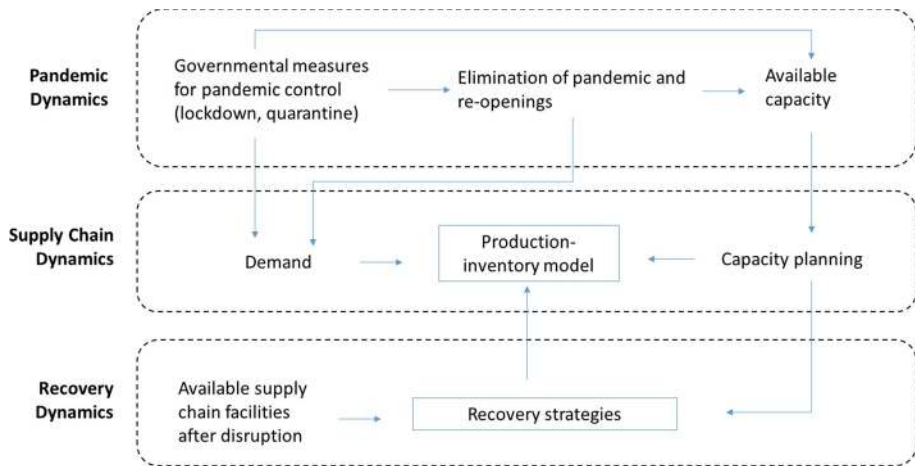 Pandemic
Dynamics
Governmental measures
for pandemic control
(lockdown, quarantine)
Elimination of pandemic and
re-openings
Available
capacity
Supply Chain
Dynamics
Demand
Production-
inventory model
Capacity planning
Recovery
Dynamics
Available supply
chain facilities
after disruption
Recovery strategies